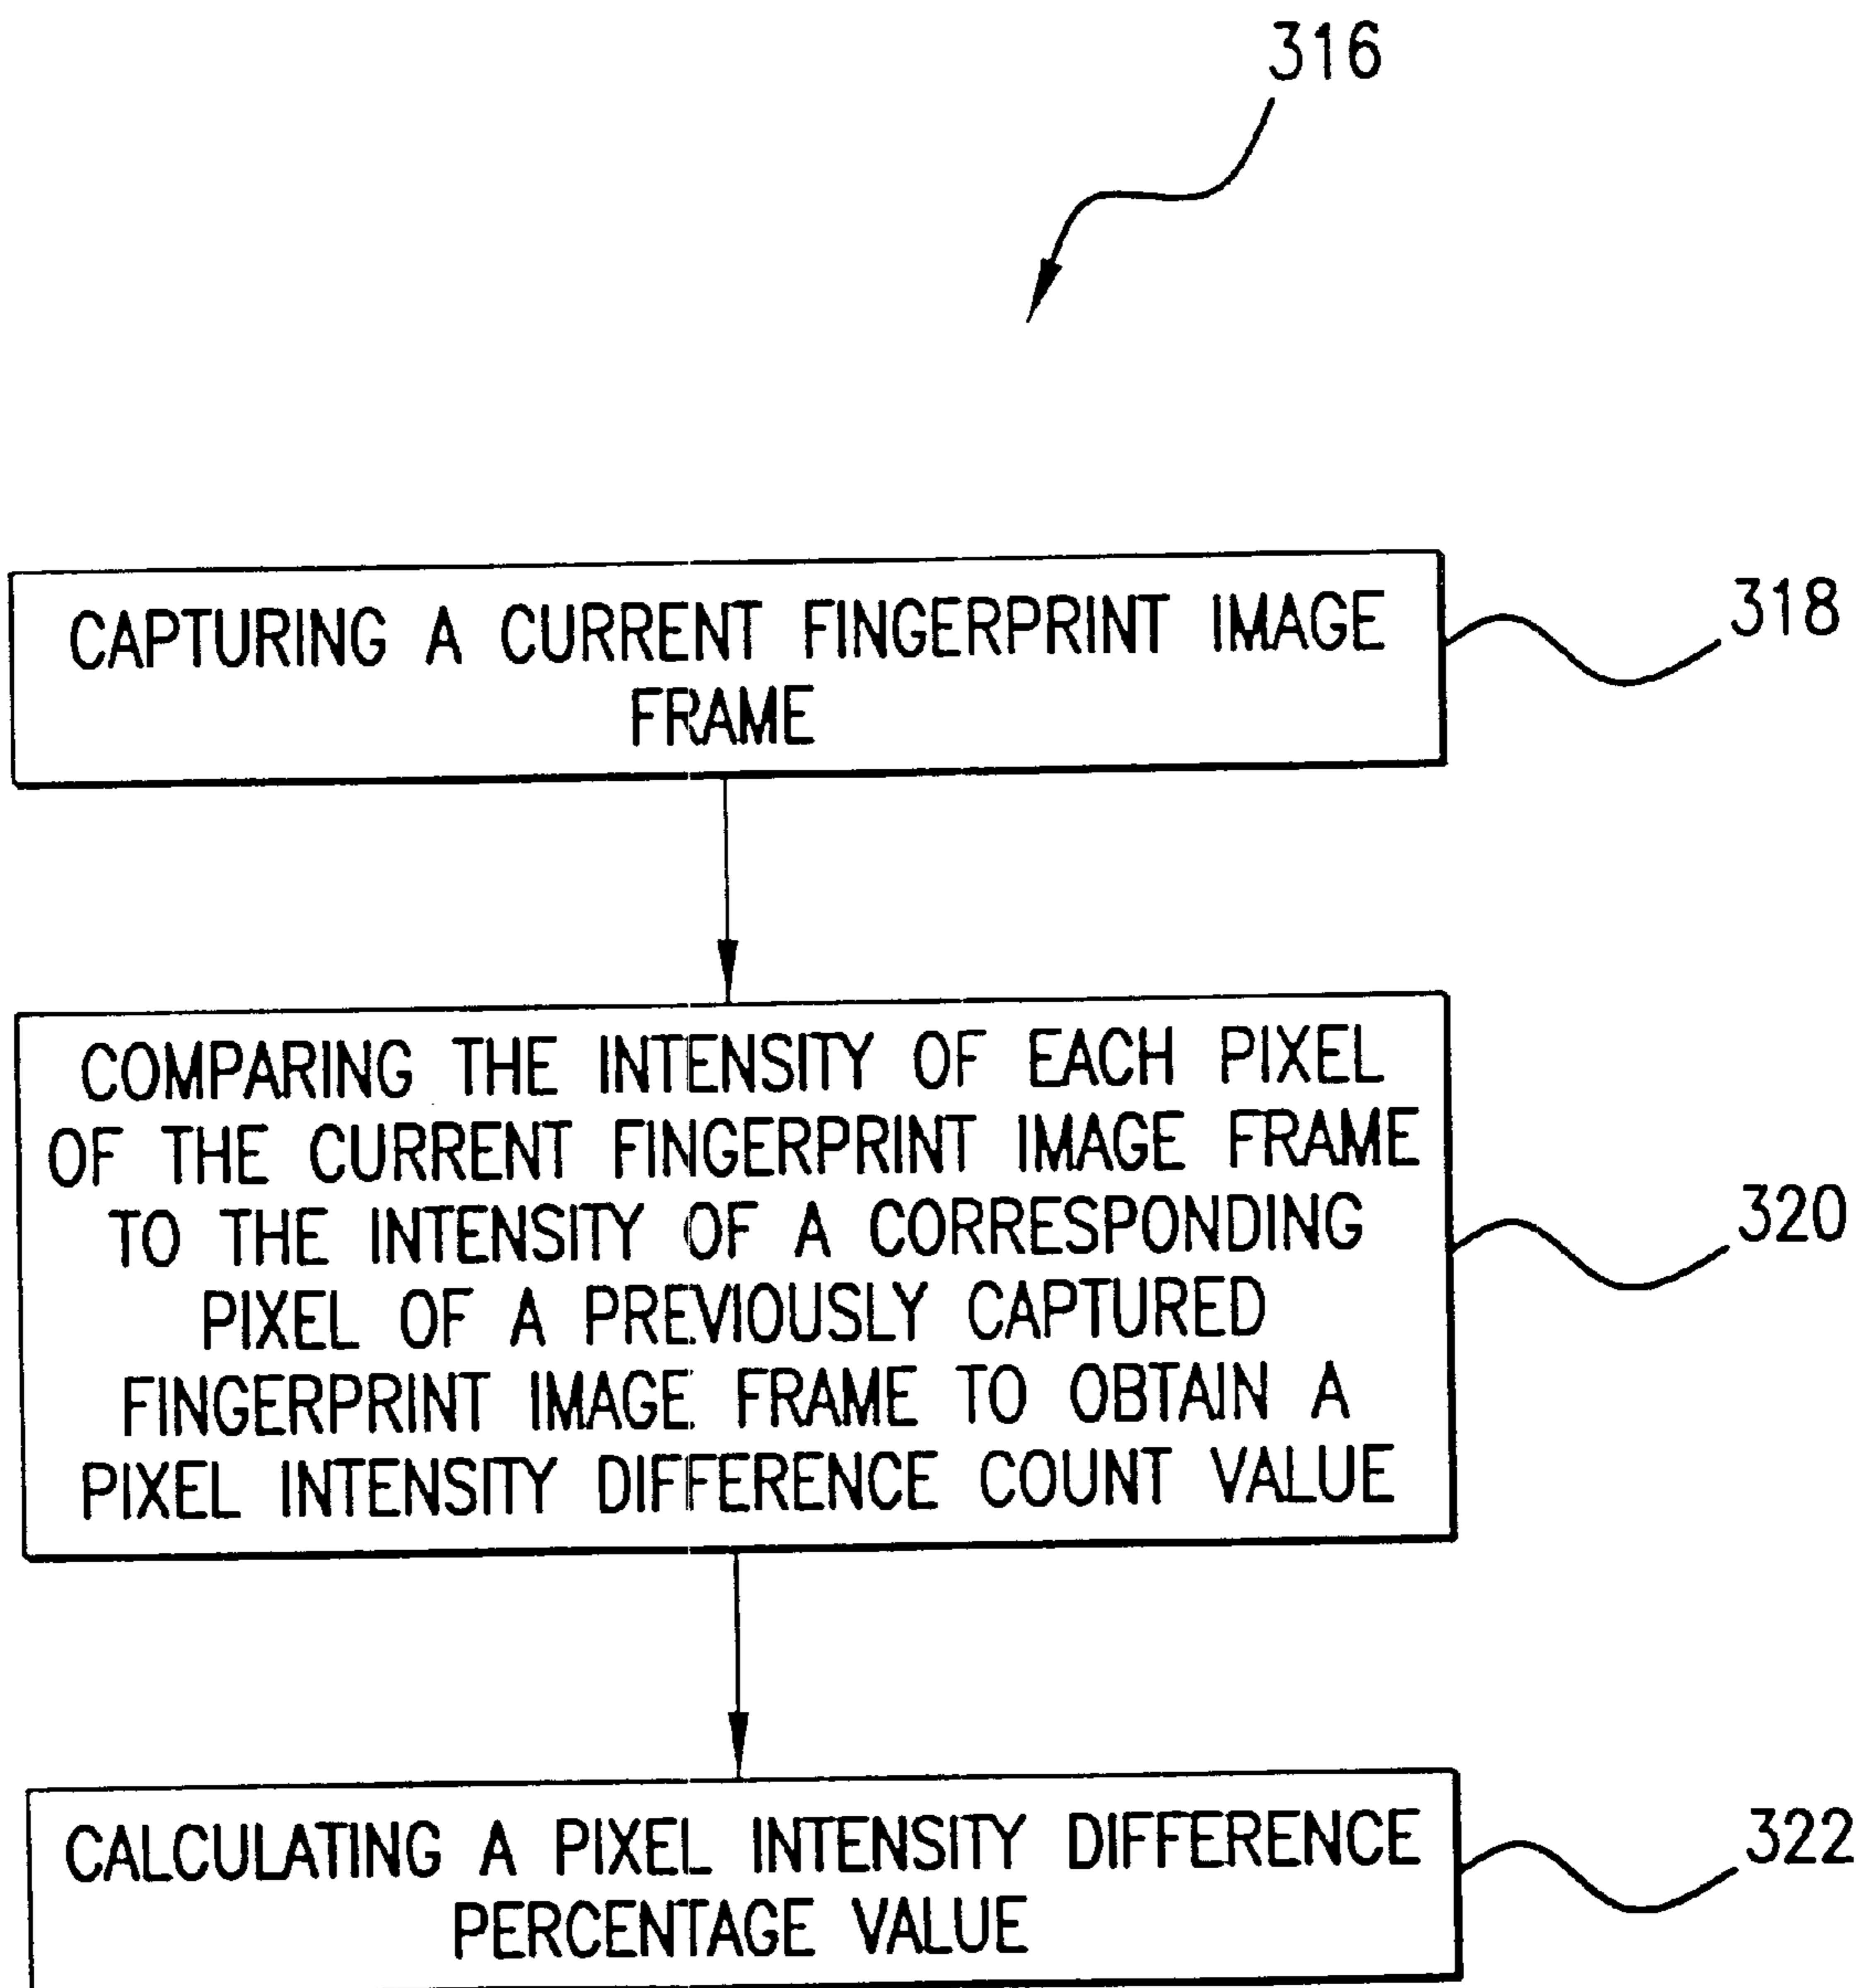 316
CAPTURING A CURRENT FINGERPRINT IMAGE
FRAME
318
COMPARING THE INTENSITY OF EACH PIXEL
OF THE CURRENT FINGERPRINT IMAGE FRAME
TO THE INTENSITY OF A CORRESPONDING
PIXEL OF A PREVIOUSLY CAPTURED
FINGERPRINT IMAGE FRAME TO OBTAIN A
PIXEL INTENSITY DIFFERENCE COUNT VALUE
320
CALCULATING A PIXEL INTENSITY DIFFERENCE
PERCENTAGE VALUE
322